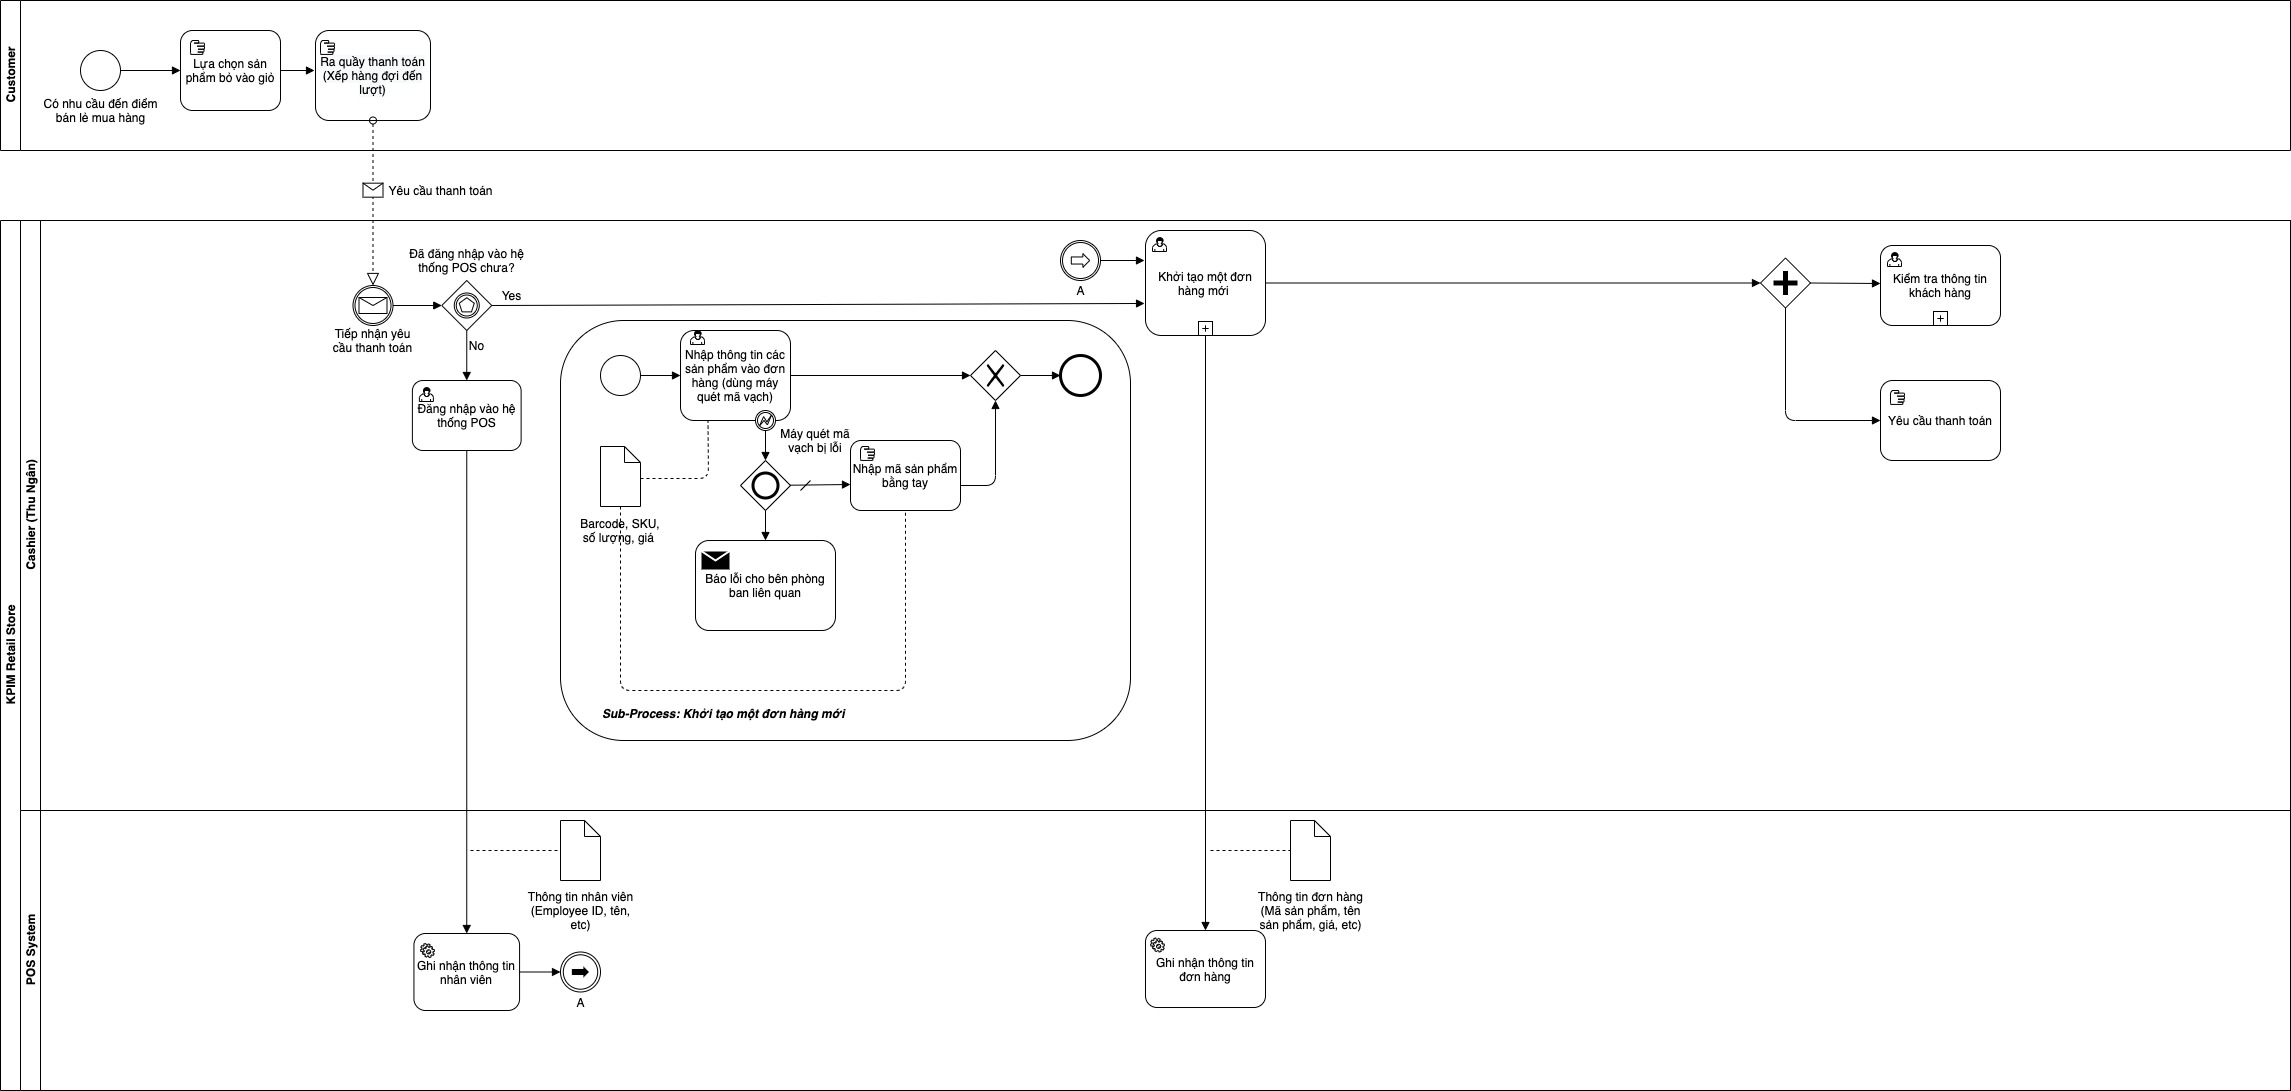 Customer
Có nhu cầu đến điểm
bán lẻ mua hàng
Lựa chọn sản
phẩm bỏ vào giỏ
Ra quầy thanh toán
(Xếp hàng đợi đến
lượt)
Yêu cầu thanh toán
KPIM Retail Store
Cashier (Thu Ngân)
Tiếp nhận yêu
cầu thanh toán
Đã đăng nhập vào hệ
thống POS chưa?
Yes
No
Đăng nhập vào hệ
thống POS
Nhập thông tin các
sản phẩm vào đơn
hàng (dùng máy
quét mã vạch)
Máy quét mã
vạch bị lỗi
Nhập mã sản phẩm
bằng tay
Barcode, SKU,
số lượng, giá
Báo lỗi cho bên phòng
ban liên quan
Sub-Process: Khởi tạo một đơn hàng mới
A
Khởi tạo một đơn
hàng mới
Kiểm tra thông tin
khách hàng
Yêu cầu thanh toán
POS System
Thông tin nhân viên
(Employee ID, tên,
etc)
Ghi nhận thông tin
nhân viên
A
Thông tin đơn hàng
(Mã sản phẩm, tên
sản phẩm, giá, etc)
Ghi nhận thông tin
đơn hàng